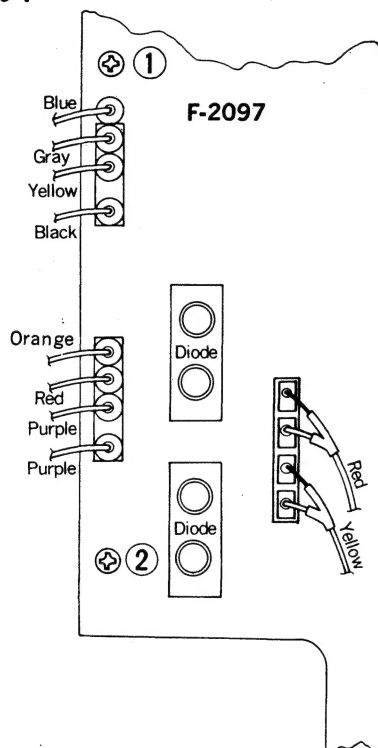 1
Blue
F-2097
Gray
Yellow
Black
Orange
Diode
Red
Purple
Purple
Red
Diode
2
Yellow